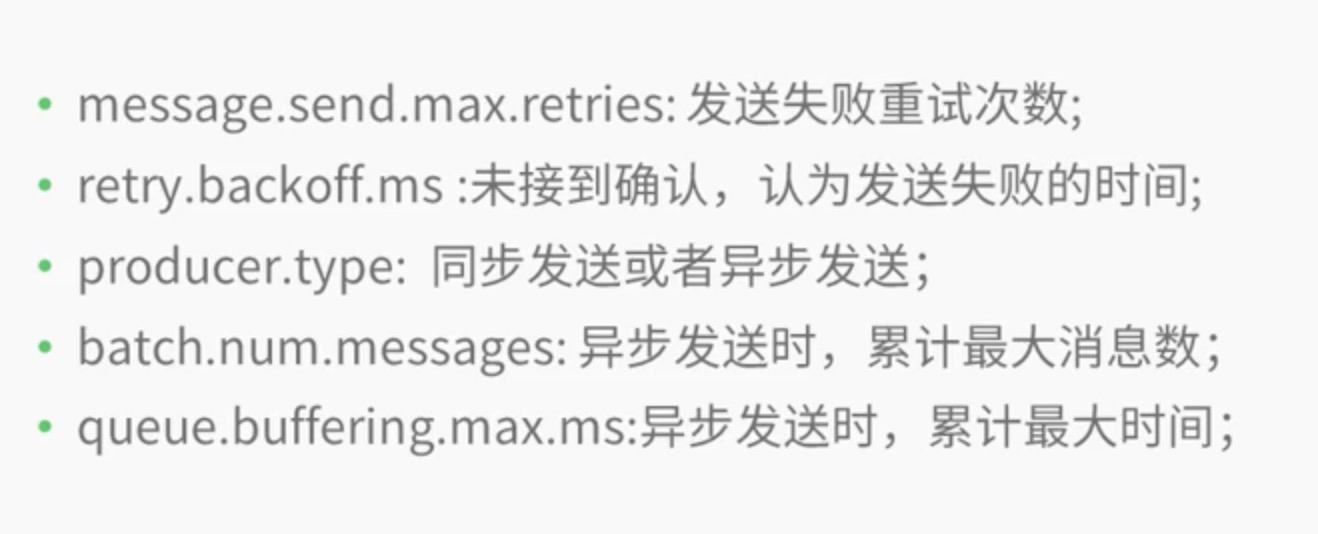 • message.send.max.retries: 发送失败重试次数;
• retry.backoff.ms :未接到确认，认为发送失败的时间;
• producer.type: 同步发送或者异步发送；
• batch.num.messages: 异步发送时，累计最大消息数；
• queue.buffering.max.ms:异步发送时，累计最大时间；